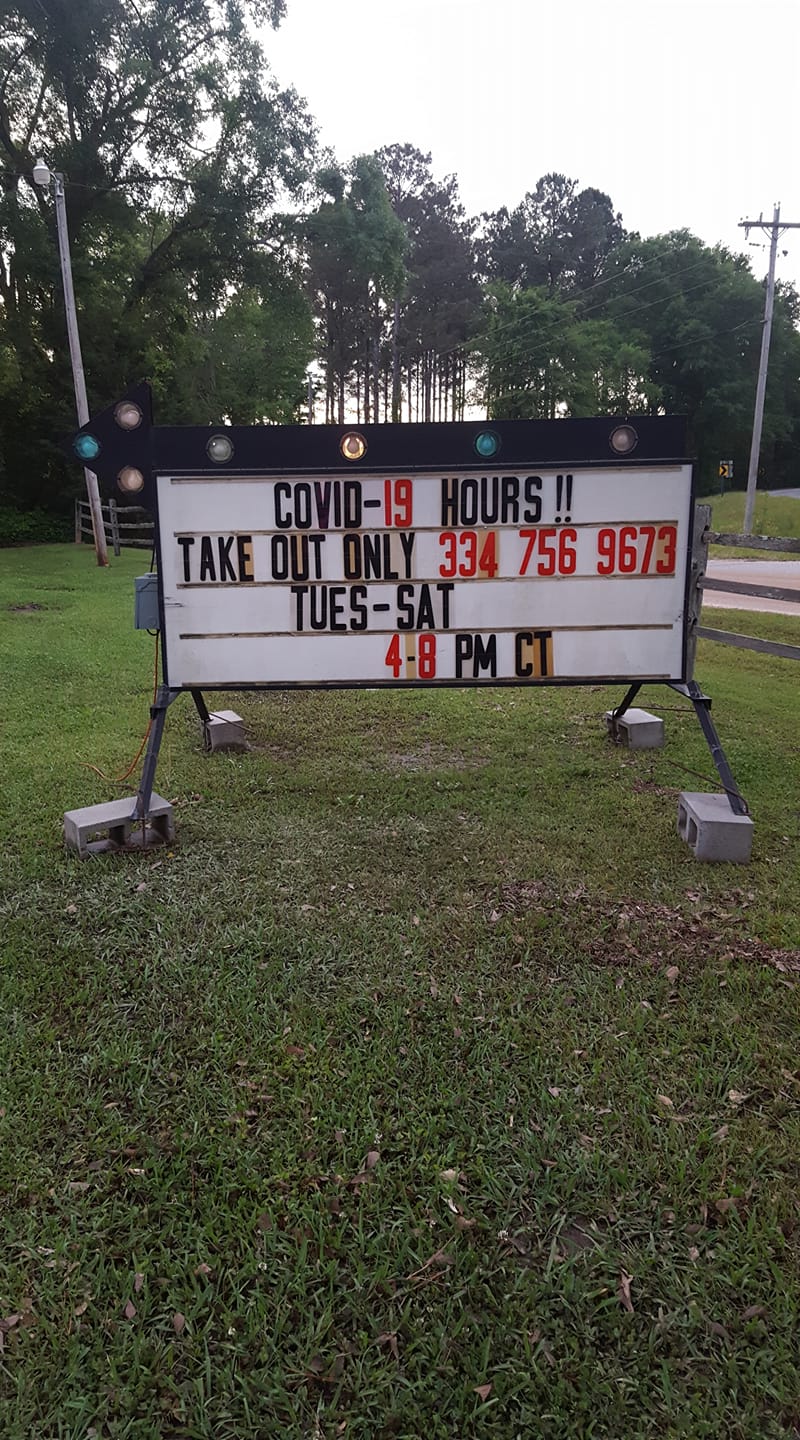 COVID-19 HOURS !!
TAKE OUT ONLY 334 756 9673
TUES-SAT
4-8 PM CT